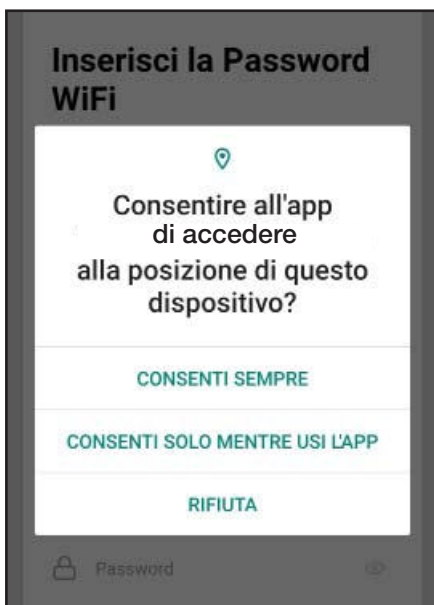 Inserisci la Password
WiFi
Consentire all'app
di accedere
alla posizione di questo
dispositivo?
CONSENTI SEMPRE
CONSENTI SOLO MENTRE USI L'APP
RIFIUTA
Password